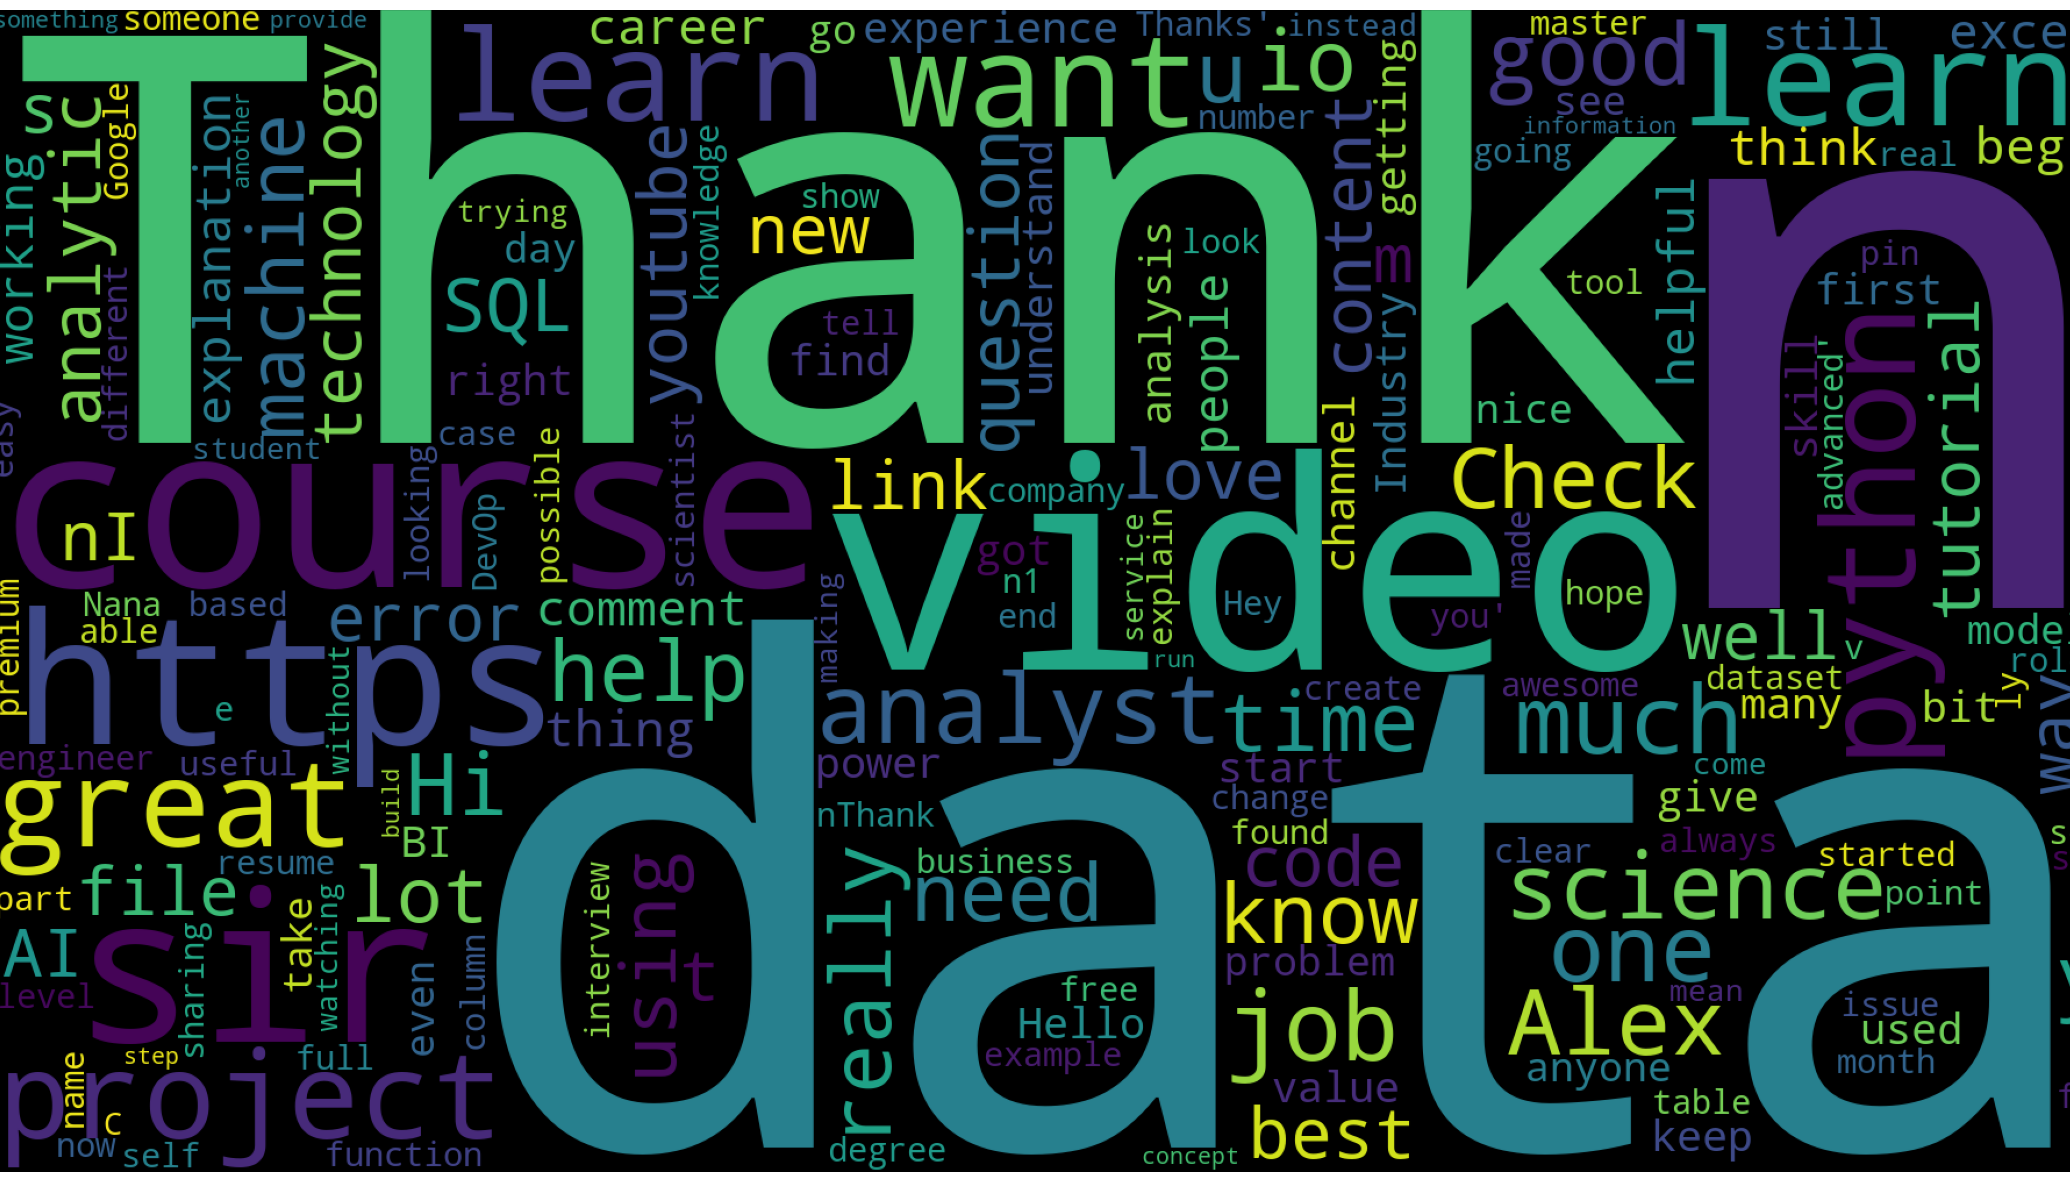 something someone provide
career
go experience Thanks' instead
master
still exce
Thank
learn
want u io
good
learn
s
analytic
Google
explanation
another
machine
technology
youtube
knowledge
number
content
getting
see
information
going
think real beg
working
different
trying
day
SQL
right
show
new
tell
find
question
understand
analysis
look
people
m
Industry
tool
helpful
nice
n
pin
first
skill
advanced'
python
tutorial
easy
student
case
looking
DevOp
possible
scientist
course
nI
link company love
channel
Check
video
got
n1
end
service
explain
Hey
you'
made
hope
premium
Nana based
able
https
error
comment
help
thing
making
without
e
run
well v
mode
rol
ly
way
dataset
many
bit
analyst
time
create
awesome
much
power
start
change
come
give
engineer useful
great
build
Hi
BI
nThank
found
clear
always
started
s
s
resume
part file
lot
watching
sharing
take
AI
sir
level
even
column
data
interview
using
t
really
business
need
code
know
problem
science
point
one
free
Hello
example
job
Alex
mean
issue
used
month
anyone
name
step full
project
C
now self function
degree
concept
value
best
table
keep